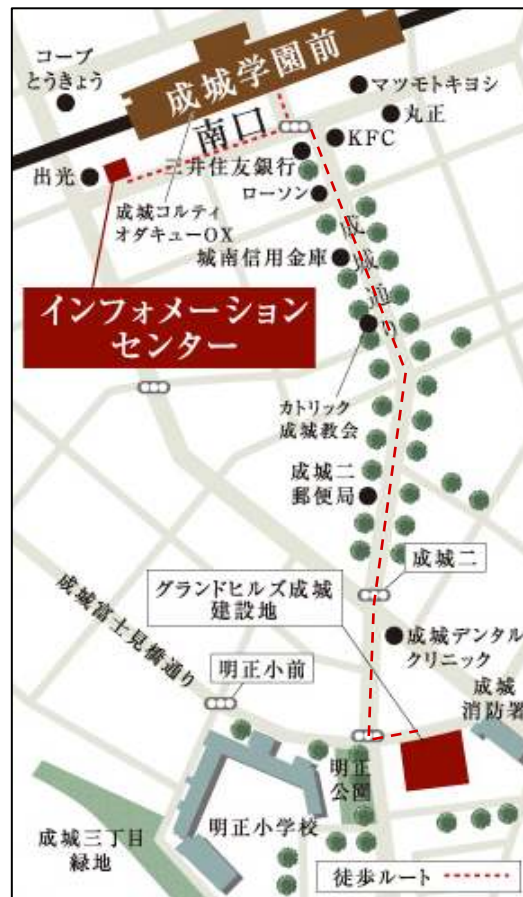 コープ
とうきょう
成城学園前
南口
マツモトキヨシ
丸正
KFC
出光
三井住友銀行
ローソン
成城コルティ
オダキューOX
城南信用金庫
成城通り
インフォメーション
センター
カトリック
成城教会
成城二
郵便局
成城二
グランドヒルズ成城
建設地
成城富士見橋通り
明正小前
成城デンタル
クリニック
成城
消防署
明正
公園
明正小学校
成城三丁目
緑地
徒歩ルート